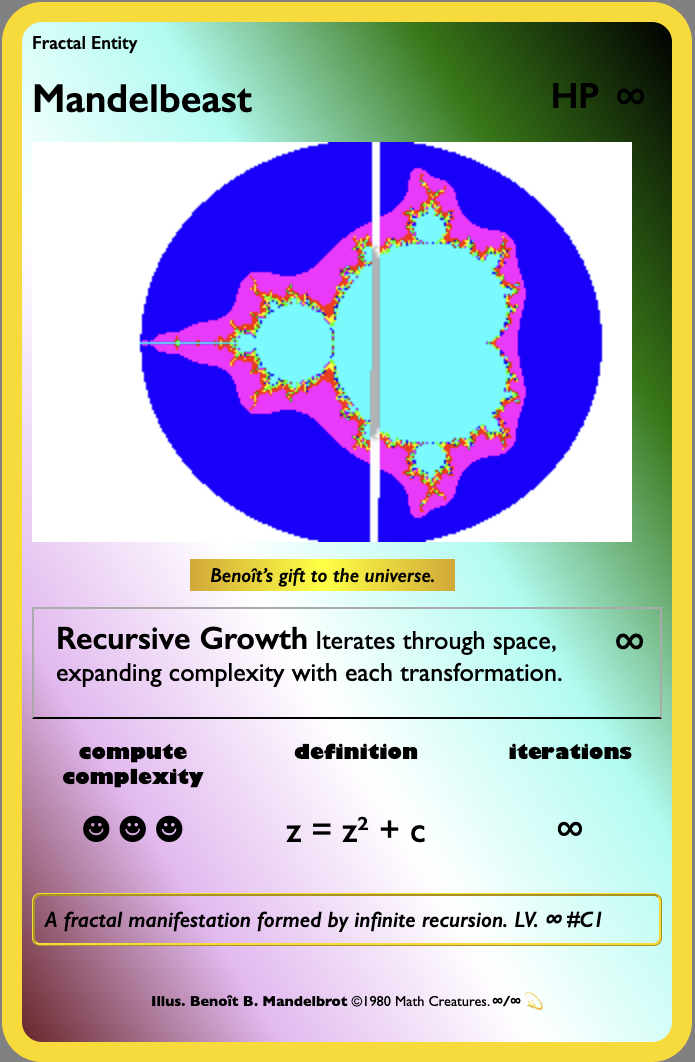 Fractal Entity
Mandelbeast HP ∞
Benoît's gift to the universe.
Recursive Growth Iterates through space, ∞
expanding complexity with each transformation.
compute definition iterations
complexity
☻ ☻ ☻ z = z² + c ∞
A fractal manifestation formed by infinite recursion. LV. ∞ #C1
Illus. Benoît B. Mandelbrot ©1980 Math Creatures. ∞/∞ 💫